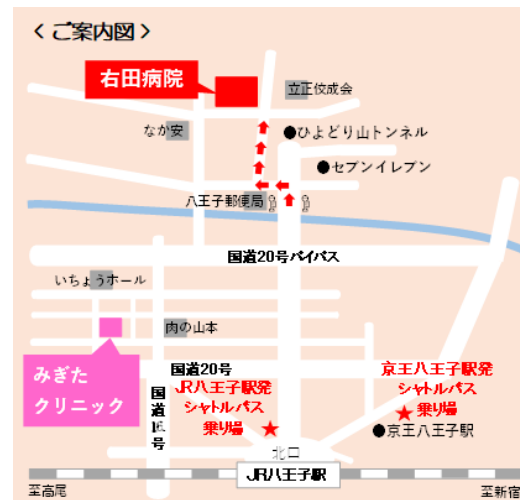 ＜ご案内図＞
右田病院
立正佼成会
なか安
●ひよどり山トンネル
●セブンイレブン
八王子郵便局
国道20号バイパス
いちょうホール
肉の山本
みぎた
クリニック
国道16号
国道20号
JR八王子駅発
シャトルバス
乗り場
★
京王八王子駅発
シャトルバス
★乗り場
●京王八王子駅
北口
JR八王子駅
至高尾
至新宿